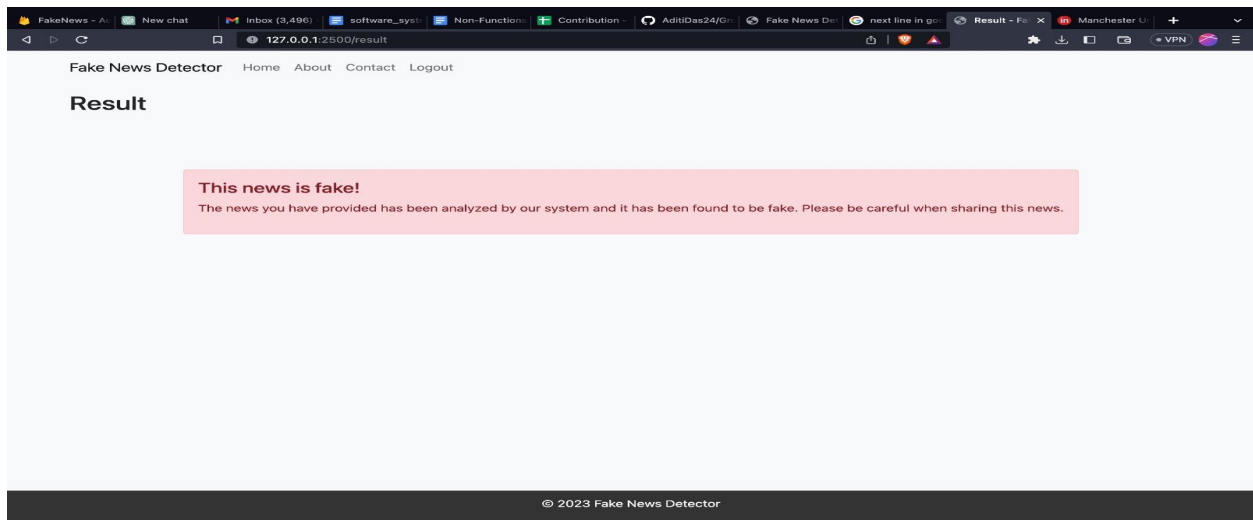 FakeNews - Au New chat Inbox (3,496) - software_syste Non-Functiona Contribution - AditiDas24/Gro Fake News Det next line in goo Result - Fa Manchester U
127.0.0.1:2500/result VPN
Fake News Detector Home About Contact Logout
Result
This news is fake!
The news you have provided has been analyzed by our system and it has been found to be fake. Please be careful when sharing this news.
© 2023 Fake News Detector